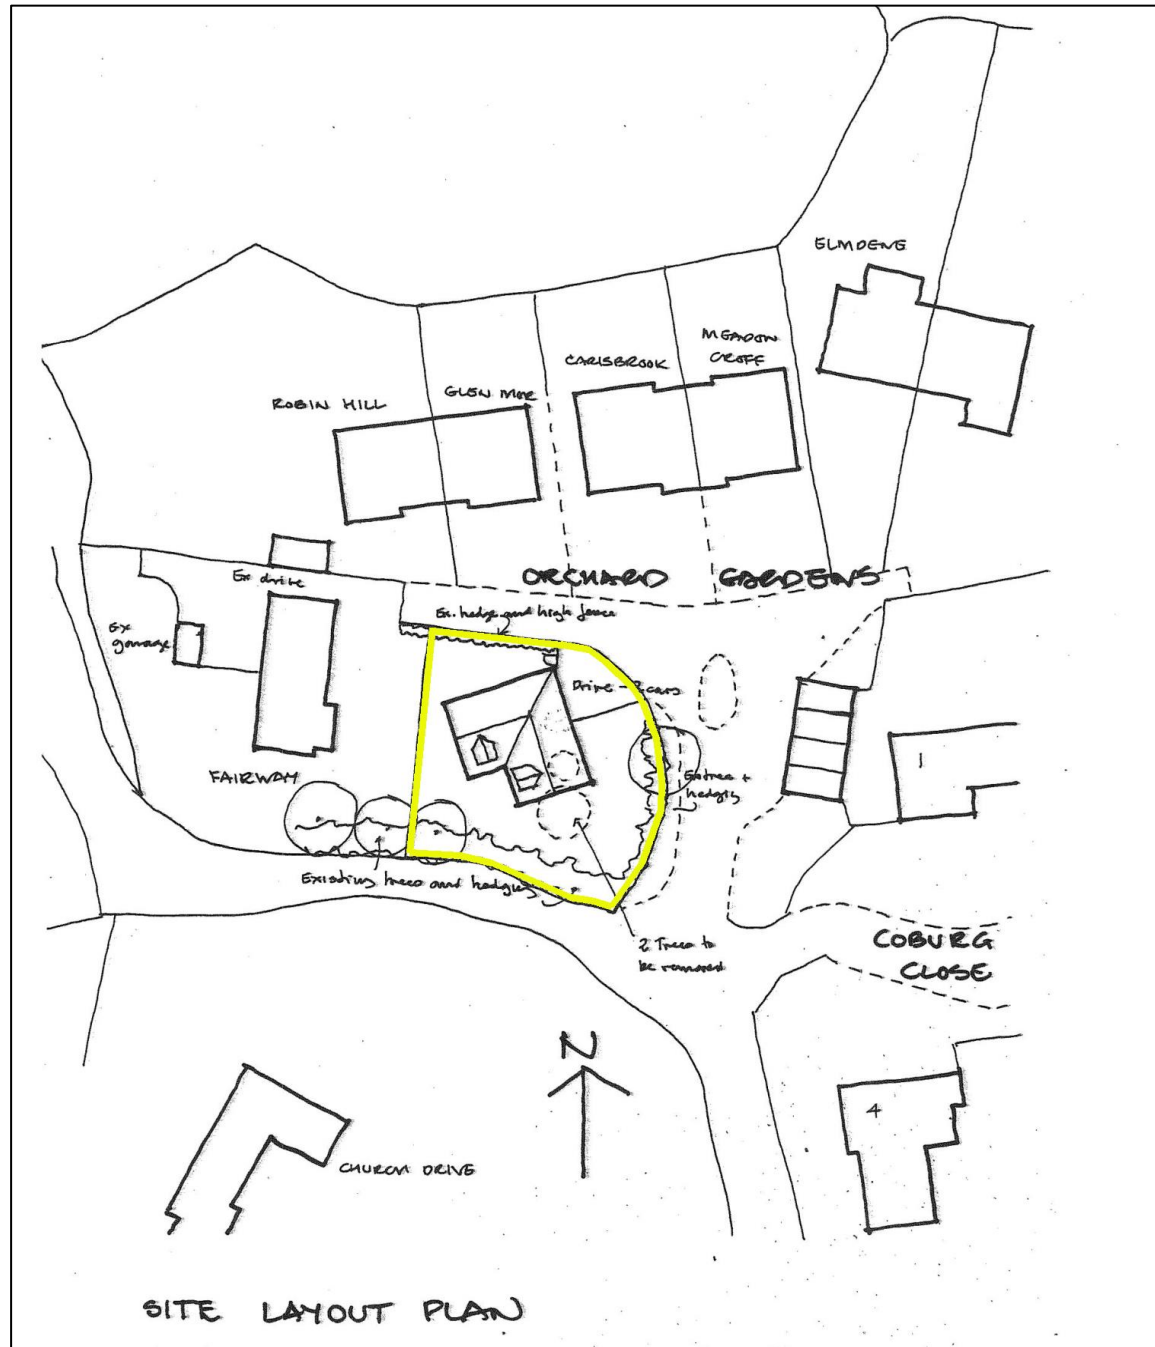 ELMDENE
MEADOW
CROFF
CARISBROOK
GLEN MOR
ROBIN HILL
ORCHARD GARDENS
Ex drive
Ex. hedge and high fence
Ex
garage
Drive - 2 cars
FAIRWAY
Ex tree +
hedges
1
Existing trees and hedges
2 Trees to
be removed
COBURG
CLOSE
N
4
CHURCH DRIVE
SITE LAYOUT PLAN